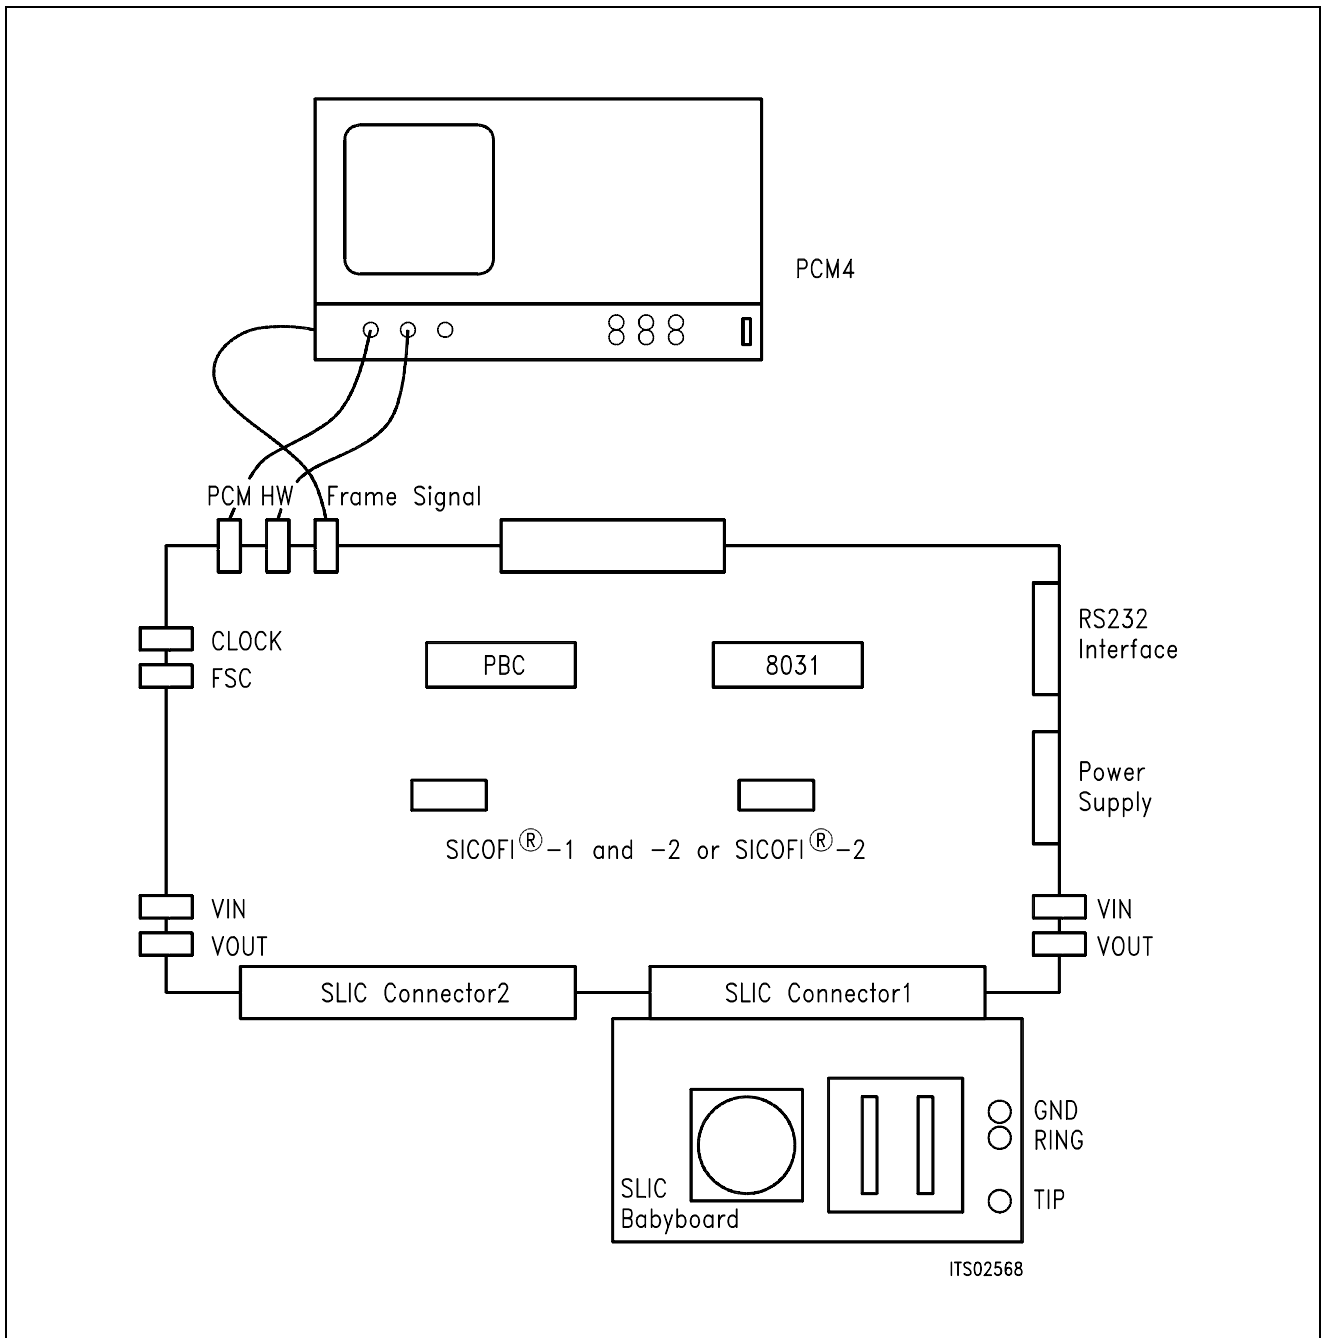 PCM4
PCM HW Frame Signal
CLOCK
FSC
PBC
8031
RS232
Interface
Power
Supply
SICOFI®-1 and -2 or SICOFI®-2
VIN
VOUT
VIN
VOUT
SLIC Connector2
SLIC Connector1
GND
RING
TIP
SLIC
Babyboard
ITS02568